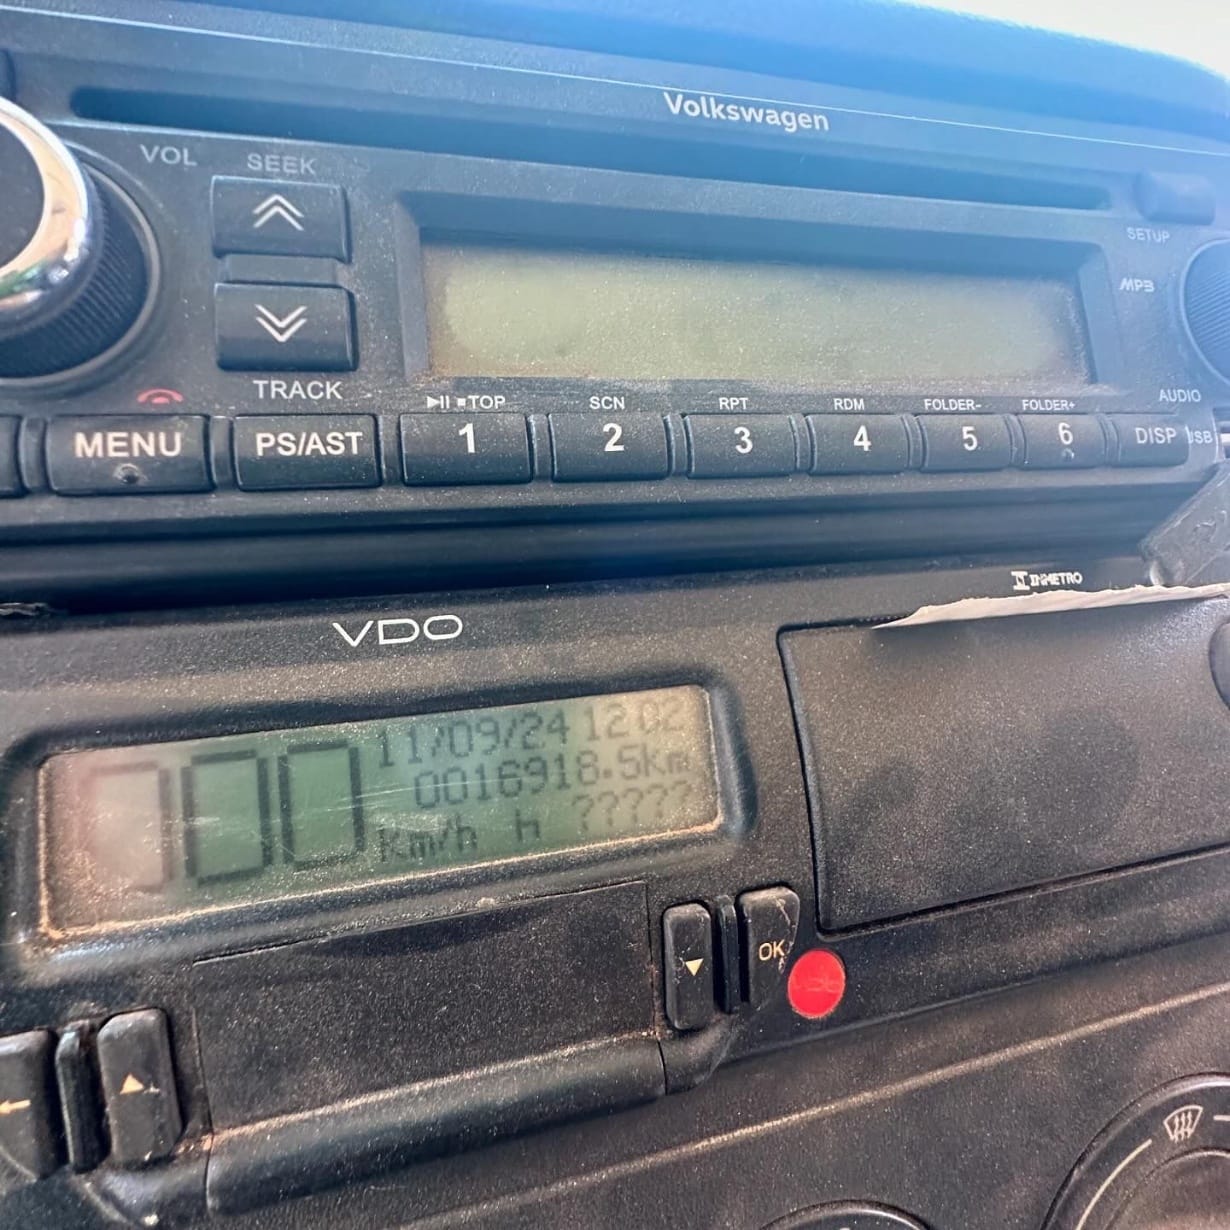 Volkswagen
VOL
SEEK
SETUP
MP3
TRACK
AUDIO
TOP SCN RPT RDM FOLDER- FOLDER+
MENU PS/AST 1 2 3 4 5 6 DISP USB
INMETRO
VDO
11/09/24 12:02
0016918.5km
km/h h ?????
OK